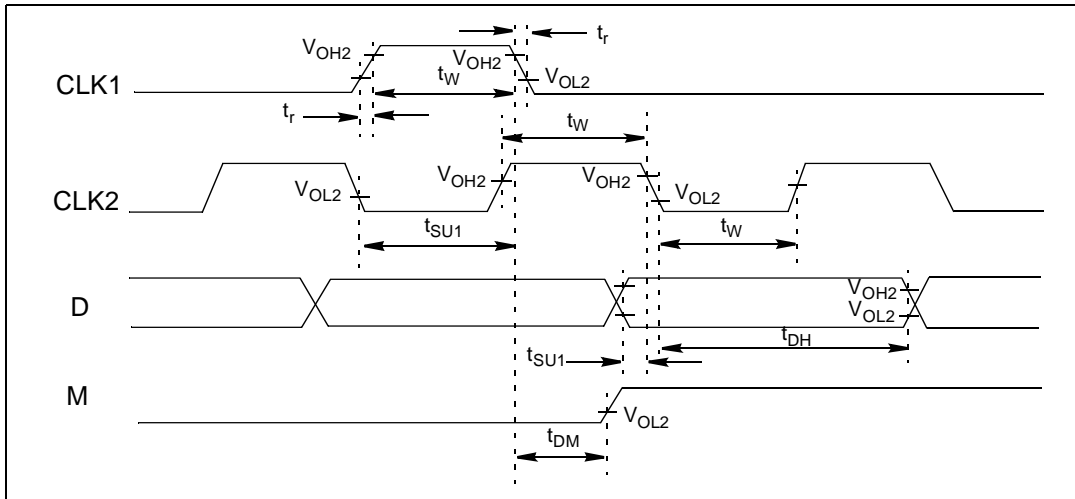 t_r
V_OH2 V_OH2
CLK1 t_W V_OL2
t_r
t_W
V_OH2 V_OH2
CLK2 V_OL2 V_OL2
t_SU1 t_W
D V_OH2
V_OL2
t_SU1 t_DH
M V_OL2
t_DM